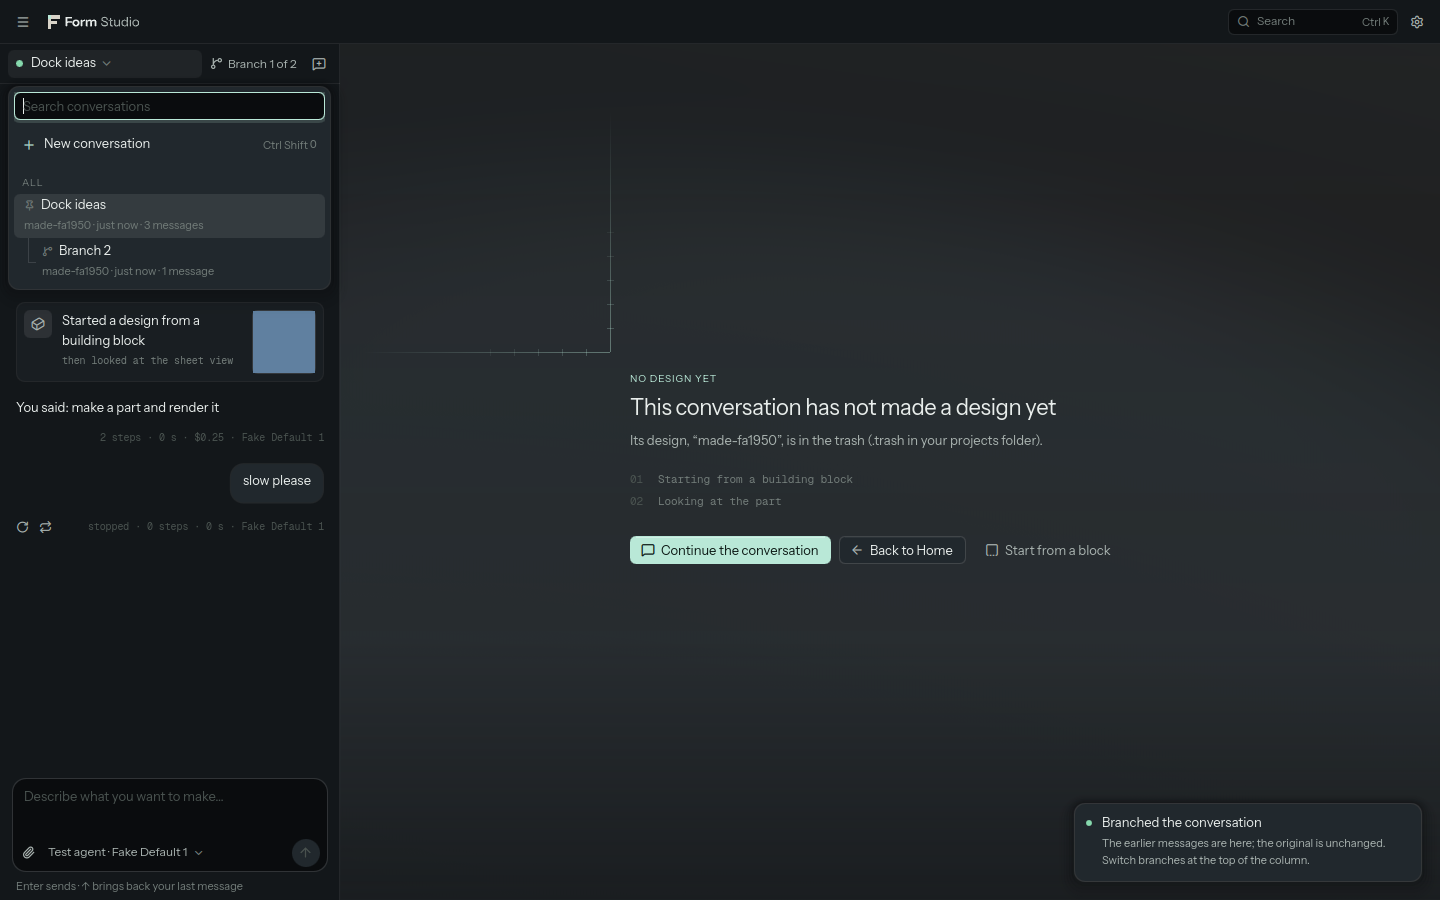 Form Studio
Search
Ctrl K
Dock ideas
Branch 1 of 2
Search conversations
New conversation
Ctrl Shift 0
ALL
Dock ideas
made-fa1950 · just now · 3 messages
Branch 2
made-fa1950 · just now · 1 message
Started a design from a
building block
then looked at the sheet view
You said: make a part and render it
2 steps · 0 s · $0.25 · Fake Default 1
slow please
stopped · 0 steps · 0 s · Fake Default 1
Describe what you want to make...
Test agent · Fake Default 1
Enter sends · ↑ brings back your last message
NO DESIGN YET
This conversation has not made a design yet
Its design, “made-fa1950”, is in the trash (.trash in your projects folder).
01 Starting from a building block
02 Looking at the part
Continue the conversation
Back to Home
Start from a block
Branched the conversation
The earlier messages are here; the original is unchanged.
Switch branches at the top of the column.